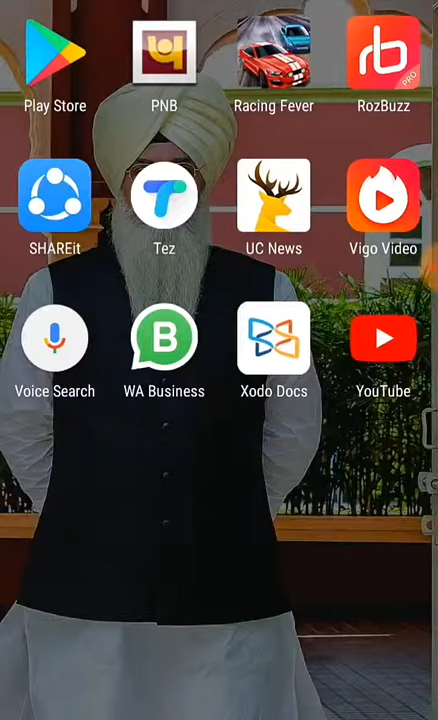 Play Store
PNB
Racing Fever
RozBuzz
PRO
SHAREit
Tez
UC News
Vigo Video
Voice Search
WA Business
Xodo Docs
YouTube